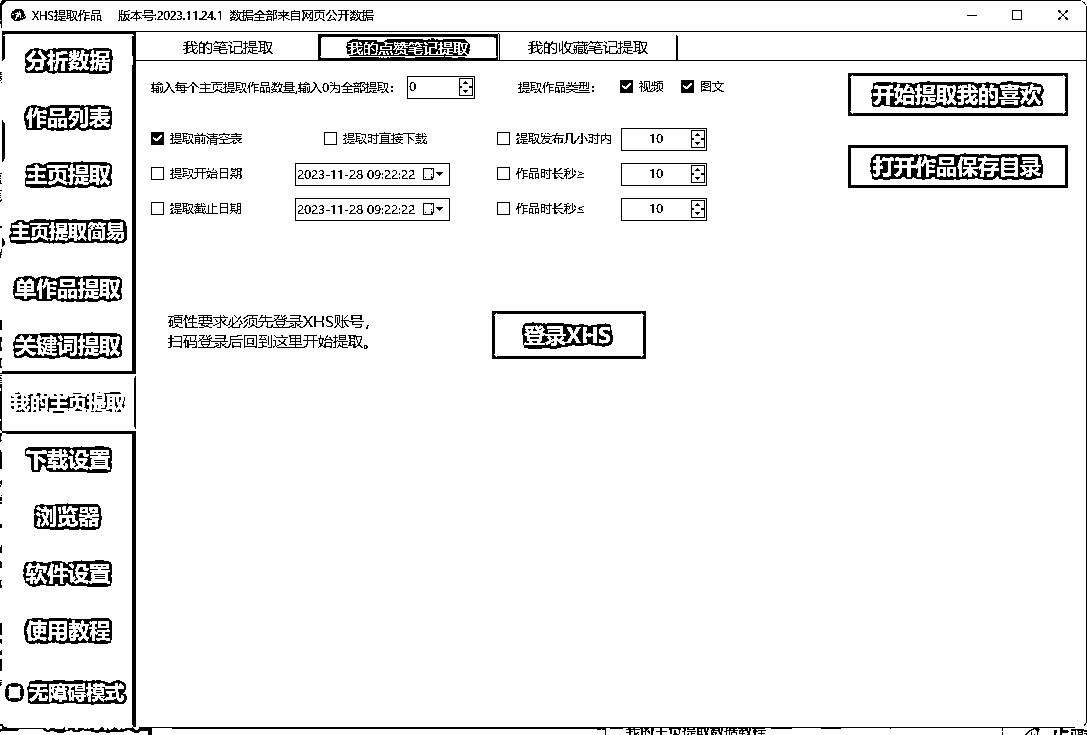 XHS提取作品 版本号:2023.11.24.1 数据全部来自网页公开数据
分析数据
作品列表
主页提取
主页提取简易
单作品提取
关键词提取
我的主页提取
下载设置
浏览器
软件设置
使用教程
无障碍模式
我的笔记提取 我的点赞笔记提取 我的收藏笔记提取
输入每个主页提取作品数量,输入0为全部提取： 0 提取作品类型： 视频 图文
开始提取我的喜欢
提取前清空表 提取时直接下载 提取发布几小时内 10
打开作品保存目录
提取开始日期 2023-11-28 09:22:22 作品时长秒≥ 10
提取截止日期 2023-11-28 09:22:22 作品时长秒≤ 10
硬性要求必须先登录XHS账号，
扫码登录后回到这里开始提取。
登录XHS
我的主页提取数据教程